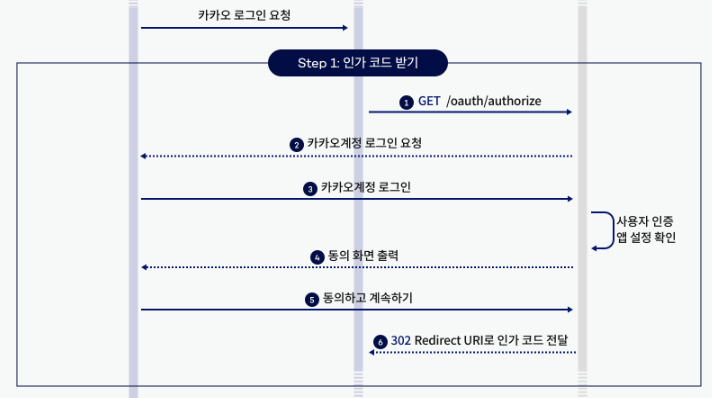 카카오 로그인 요청
Step 1: 인가 코드 받기
1 GET /oauth/authorize
2 카카오계정 로그인 요청
3 카카오계정 로그인
사용자 인증
앱 설정 확인
4 동의 화면 출력
5 동의하고 계속하기
6 302 Redirect URI로 인가 코드 전달